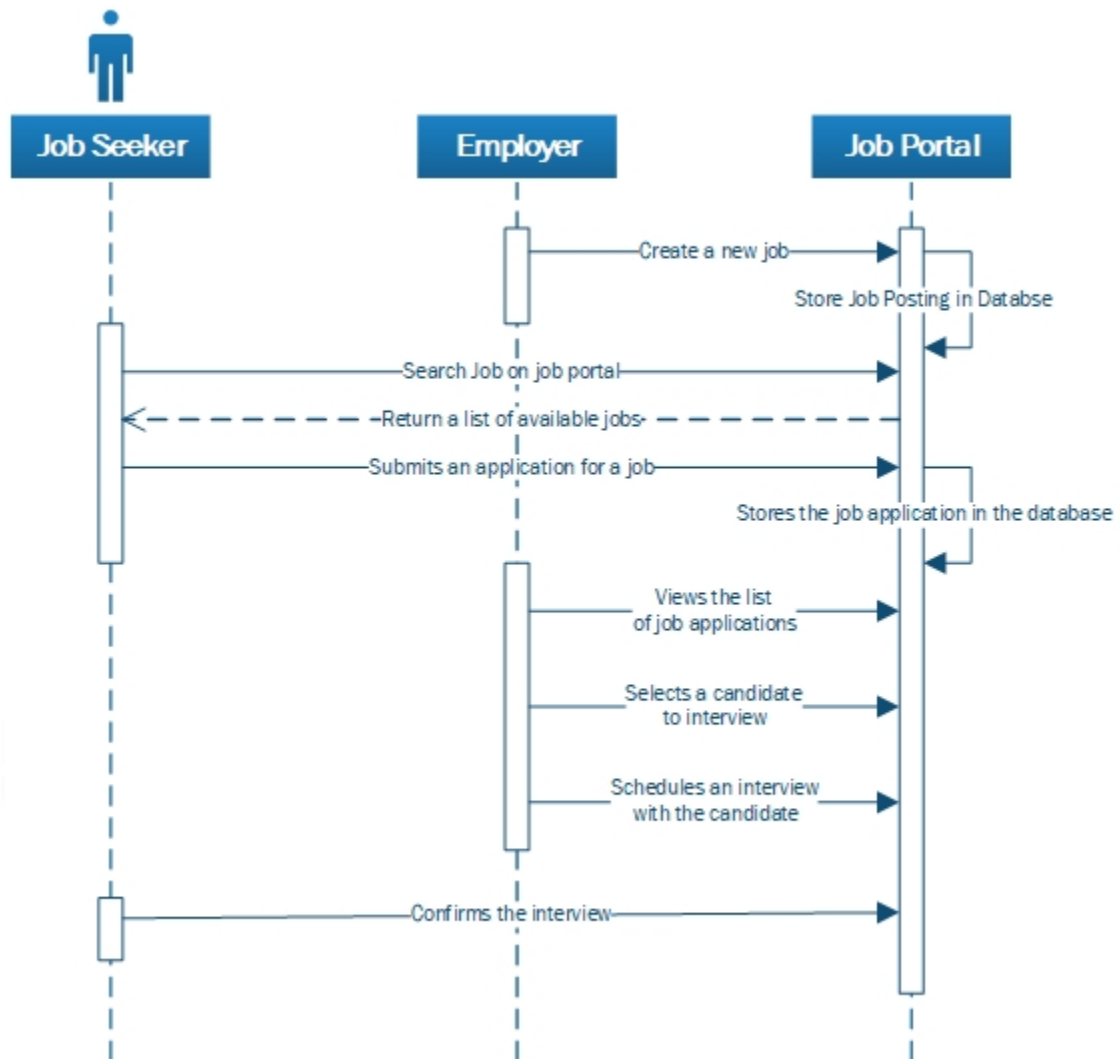 Job Seeker
Employer
Job Portal
Create a new job
Store Job Posting in Databse
Search Job on job portal
Return a list of available jobs
Submits an application for a job
Stores the job application in the database
Views the list
of job applications
Selects a candidate
to interview
Schedules an interview
with the candidate
Confirms the interview